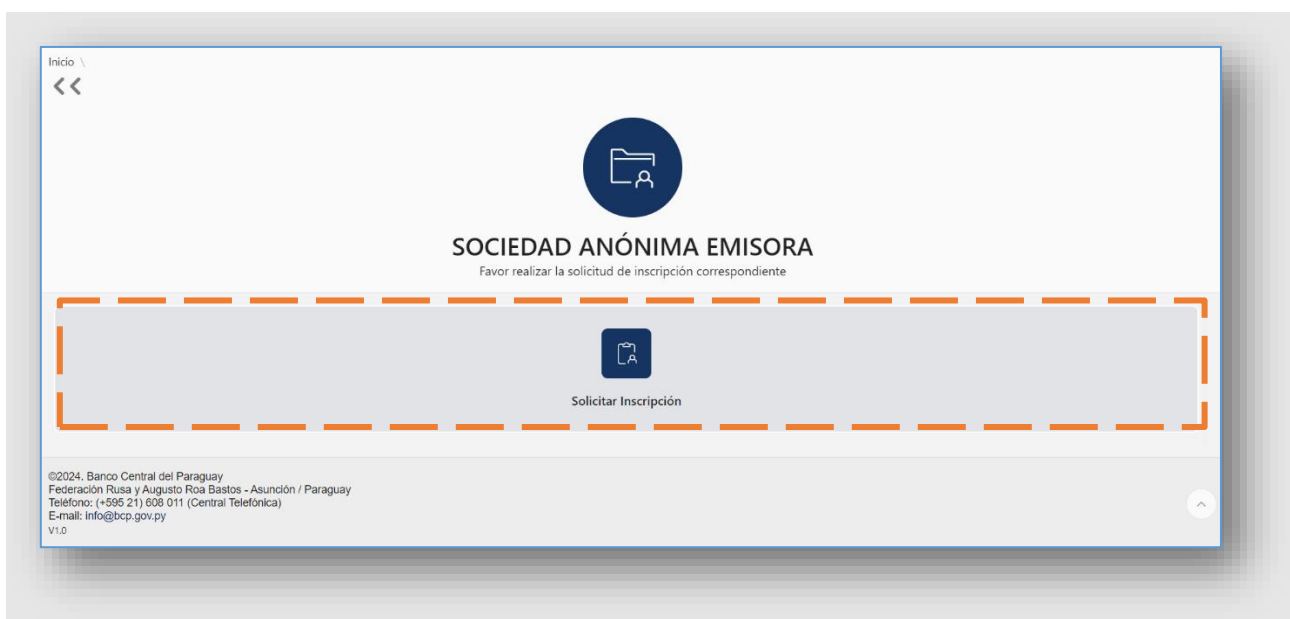 Inicio \
SOCIEDAD ANÓNIMA EMISORA
Favor realizar la solicitud de inscripción correspondiente
Solicitar Inscripción
©2024. Banco Central del Paraguay
Federación Rusa y Augusto Roa Bastos - Asunción / Paraguay
Teléfono: (+595 21) 608 011 (Central Telefónica)
E-mail: info@bcp.gov.py
V1.0